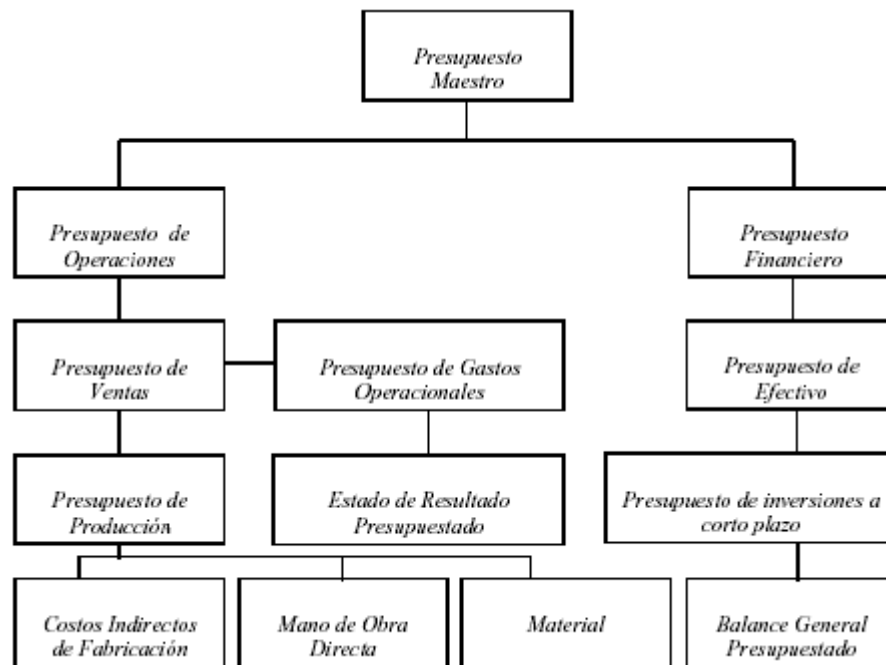 Presupuesto
Maestro
Presupuesto de
Operaciones
Presupuesto
Financiero
Presupuesto de
Ventas
Presupuesto de Gastos
Operacionales
Presupuesto de
Efectivo
Presupuesto de
Producción
Estado de Resultado
Presupuestado
Presupuesto de inversiones a
corto plazo
Costos Indirectos
de Fabricación
Mano de Obra
Directa
Material
Balance General
Presupuestado